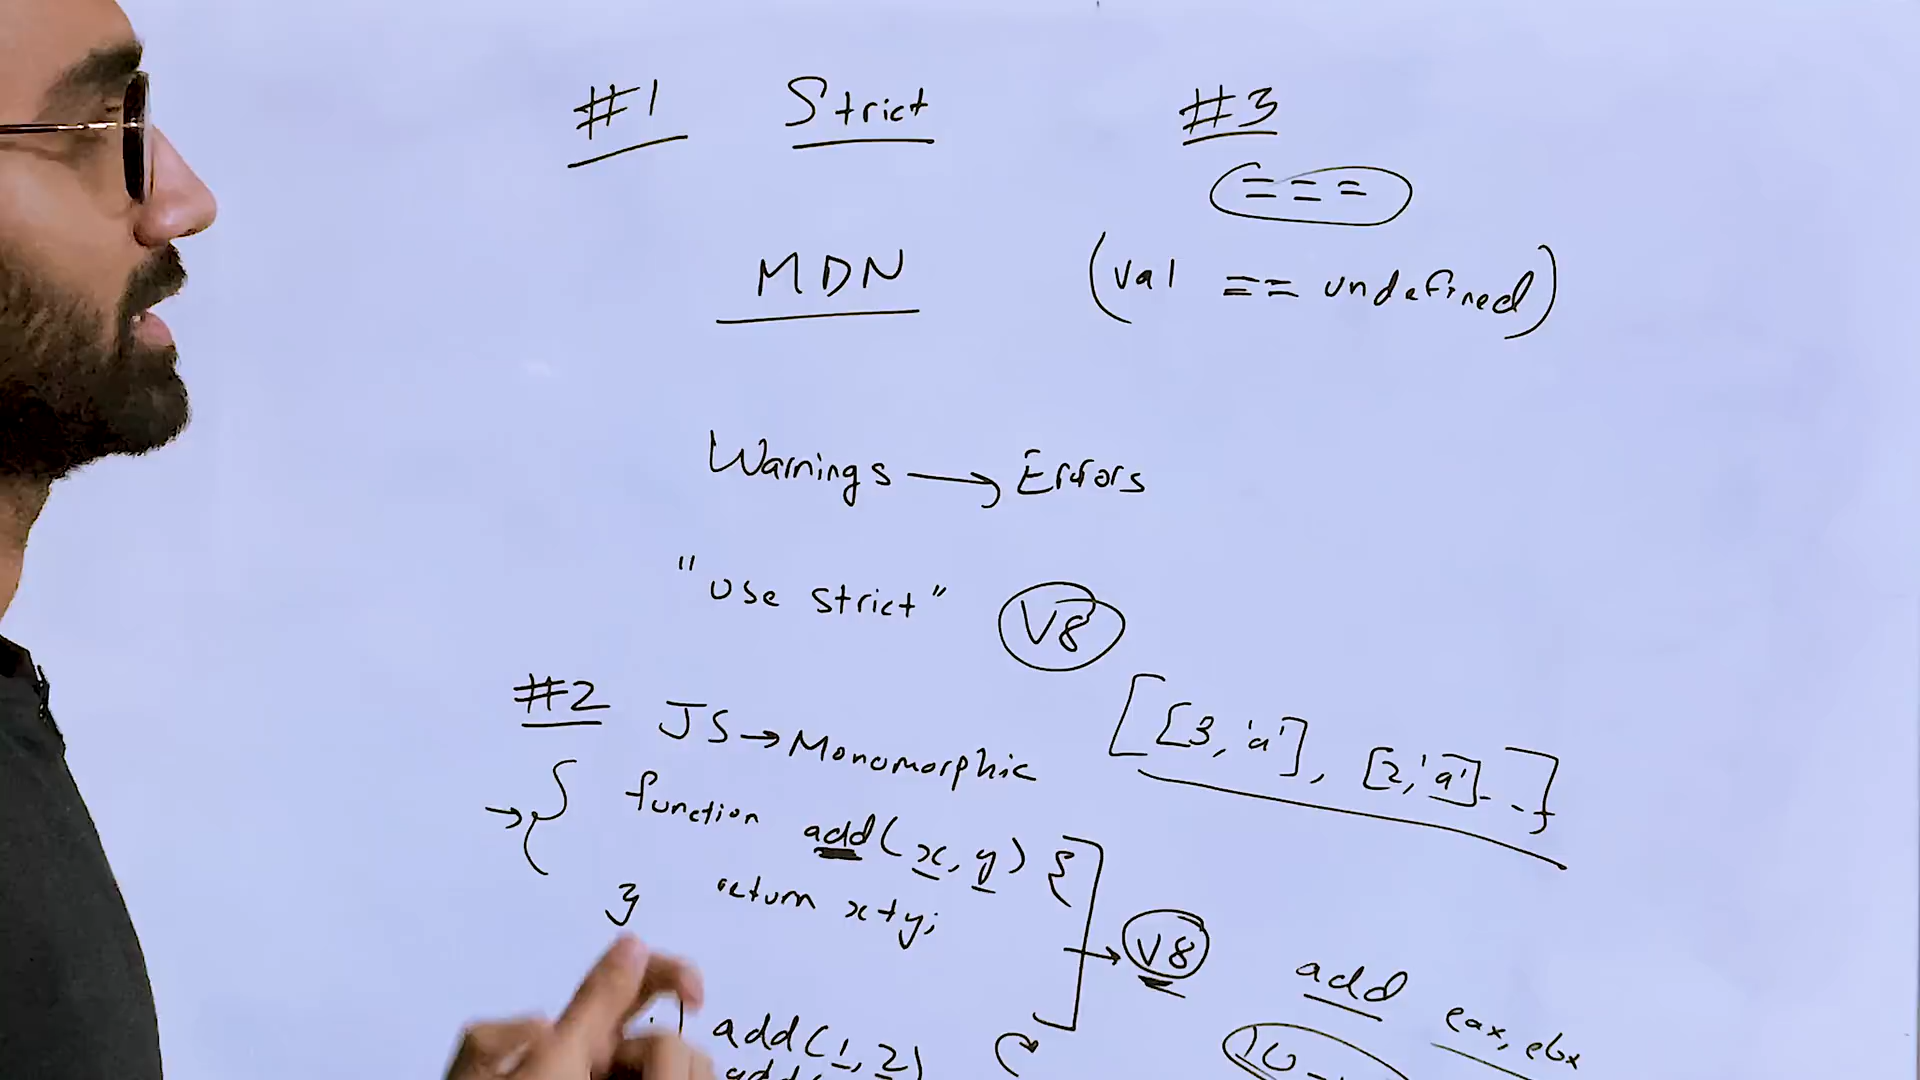 #1 Strict
MDN
Warnings → Errors
"use strict" V8
#3
===
(val === undefined)
#2 JS → Monomorphic
function add(x, y) {
return x+y;
}
add(1, 2)
[[3, 'a'], [2, 'a'] - - ]
V8
add eax, ebx